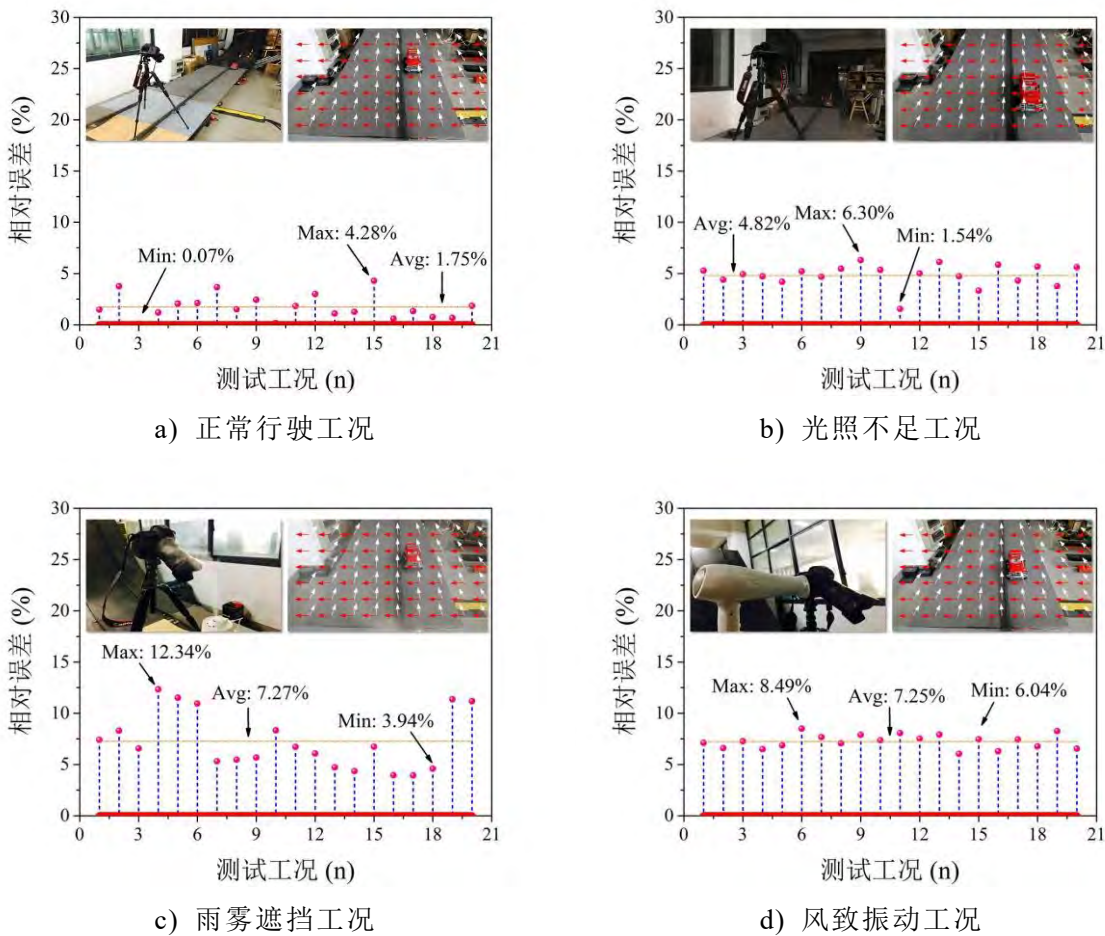 30
25
20
15
10
5
0
相对误差 (%)
Min: 0.07%
Max: 4.28%
Avg: 1.75%
0 3 6 9 12 15 18 21
测试工况 (n)
a) 正常行驶工况
30
25
20
15
10
5
0
相对误差 (%)
Avg: 4.82%
Max: 6.30%
Min: 1.54%
0 3 6 9 12 15 18 21
测试工况 (n)
b) 光照不足工况
30
25
20
15
10
5
0
相对误差 (%)
Max: 12.34%
Avg: 7.27%
Min: 3.94%
0 3 6 9 12 15 18 21
测试工况 (n)
c) 雨雾遮挡工况
30
25
20
15
10
5
0
相对误差 (%)
Max: 8.49%
Avg: 7.25%
Min: 6.04%
0 3 6 9 12 15 18 21
测试工况 (n)
d) 风致振动工况